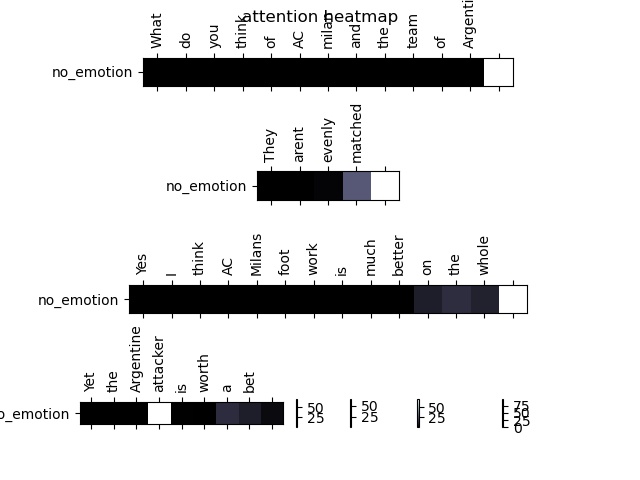 attention heatmap
What do you think of AC milan and the team of Argenti
no_emotion
They arent evenly matched
no_emotion
Yes I think AC Milans foot work is much better on the whole
no_emotion
Yet the Argentine attacker is worth a bet
o_emotion
50 50 50 75
25 25 25 50
25
0